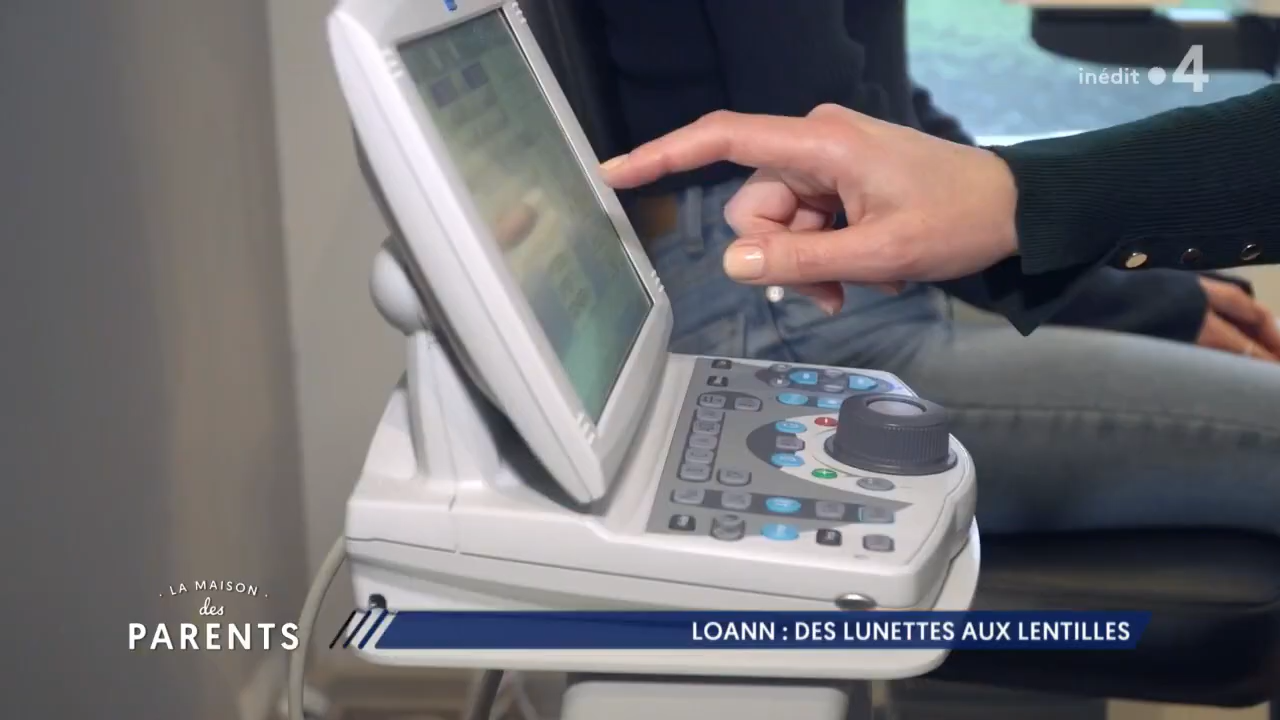 inédit 4
LA MAISON
des
PARENTS
LOANN : DES LUNETTES AUX LENTILLES